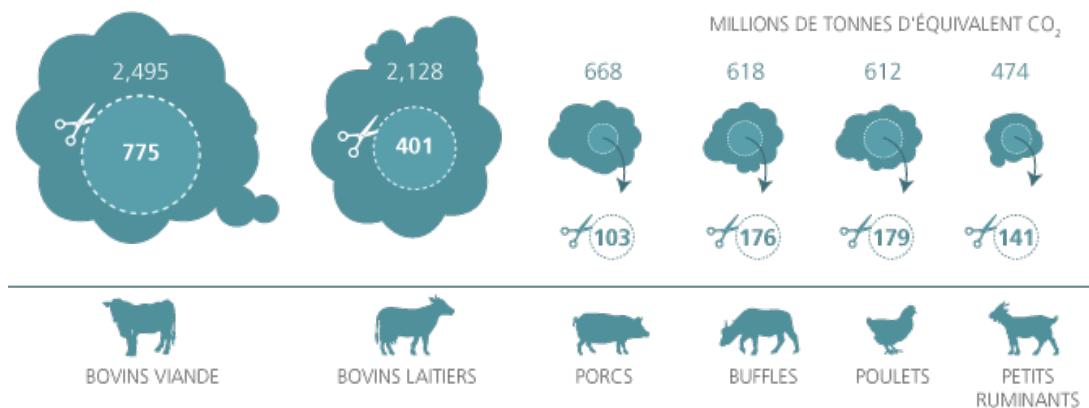 MILLIONS DE TONNES D'ÉQUIVALENT CO₂
2,495
2,128
668
618
612
474
775
401
103
176
179
141
BOVINS VIANDE
BOVINS LAITIERS
PORCS
BUFFLES
POULETS
PETITS
RUMINANTS